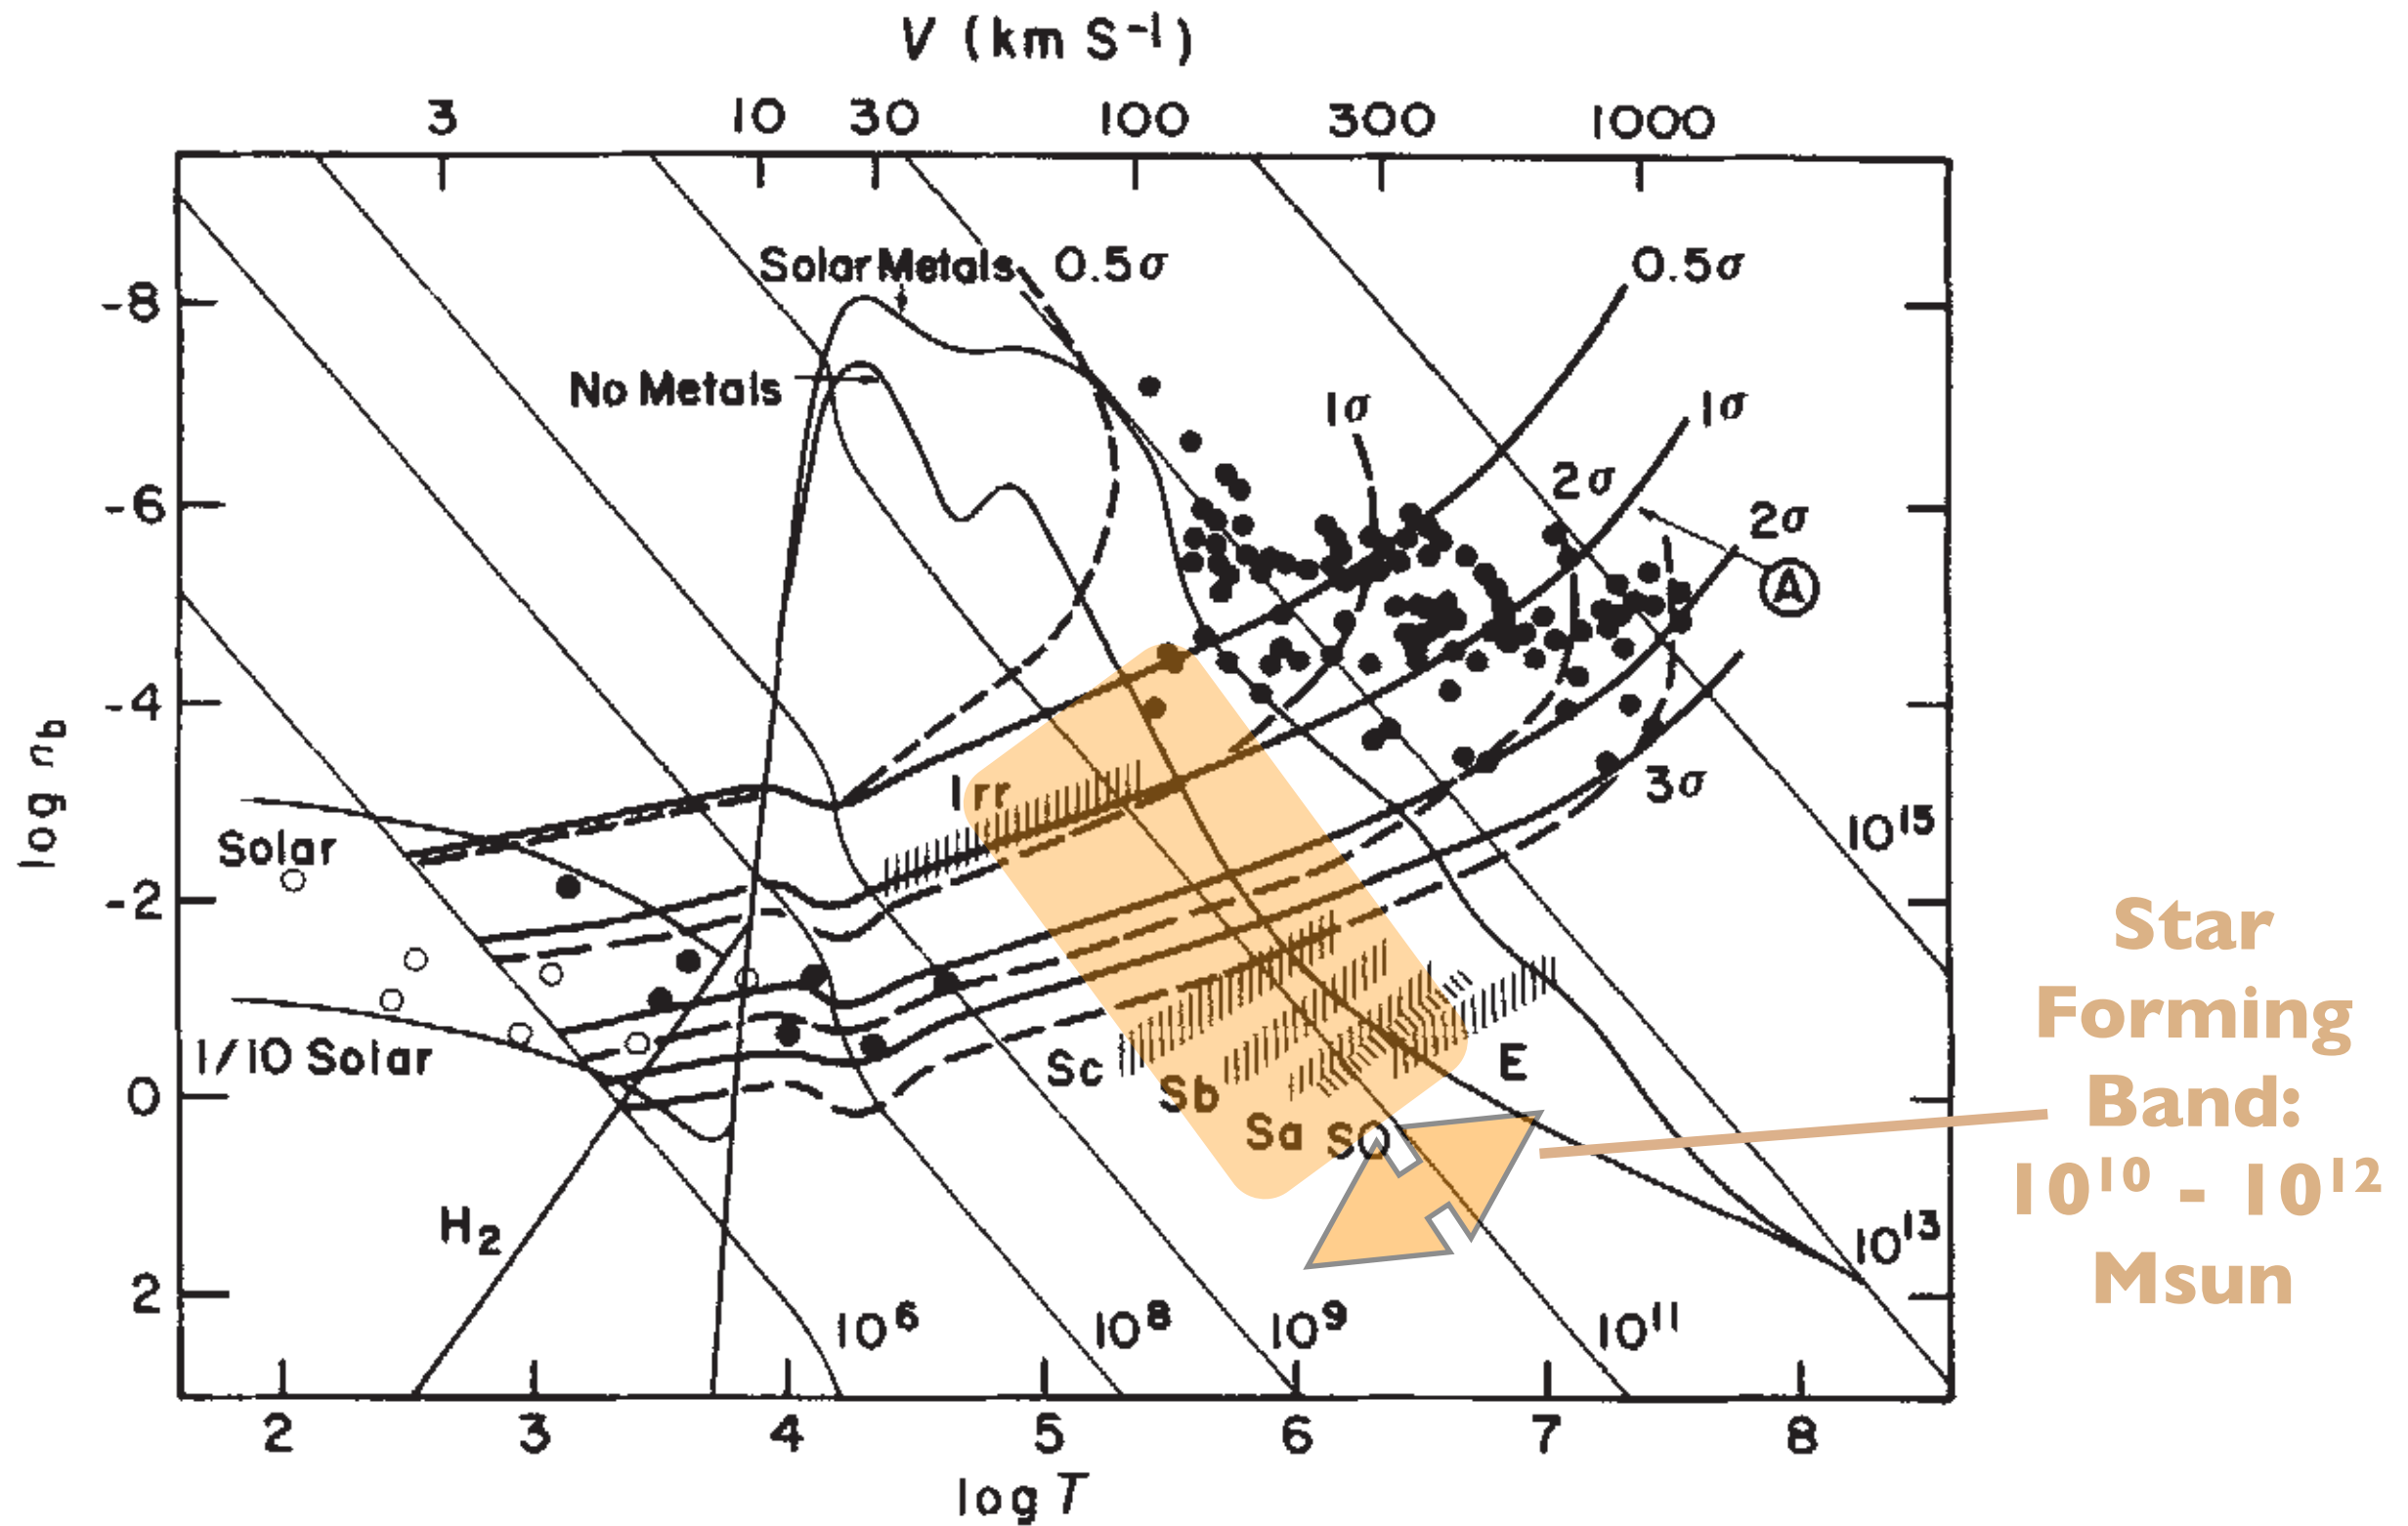 V (km S⁻¹)
3 10 30 100 300 1000
Solar Metals 0.5σ 0.5σ
-8
No Metals
1σ 1σ
2σ 2σ
-6
A
-4
log nb
Irr
3σ
10¹⁵
Solar
-2
1/10 Solar
Sc
Sb
Sa SO
E
0
H₂
10¹³
2
10⁶ 10⁸ 10⁹ 10¹¹
2 3 4 5 6 7 8
log T
Star
Forming
Band:
10¹⁰ - 10¹²
Msun